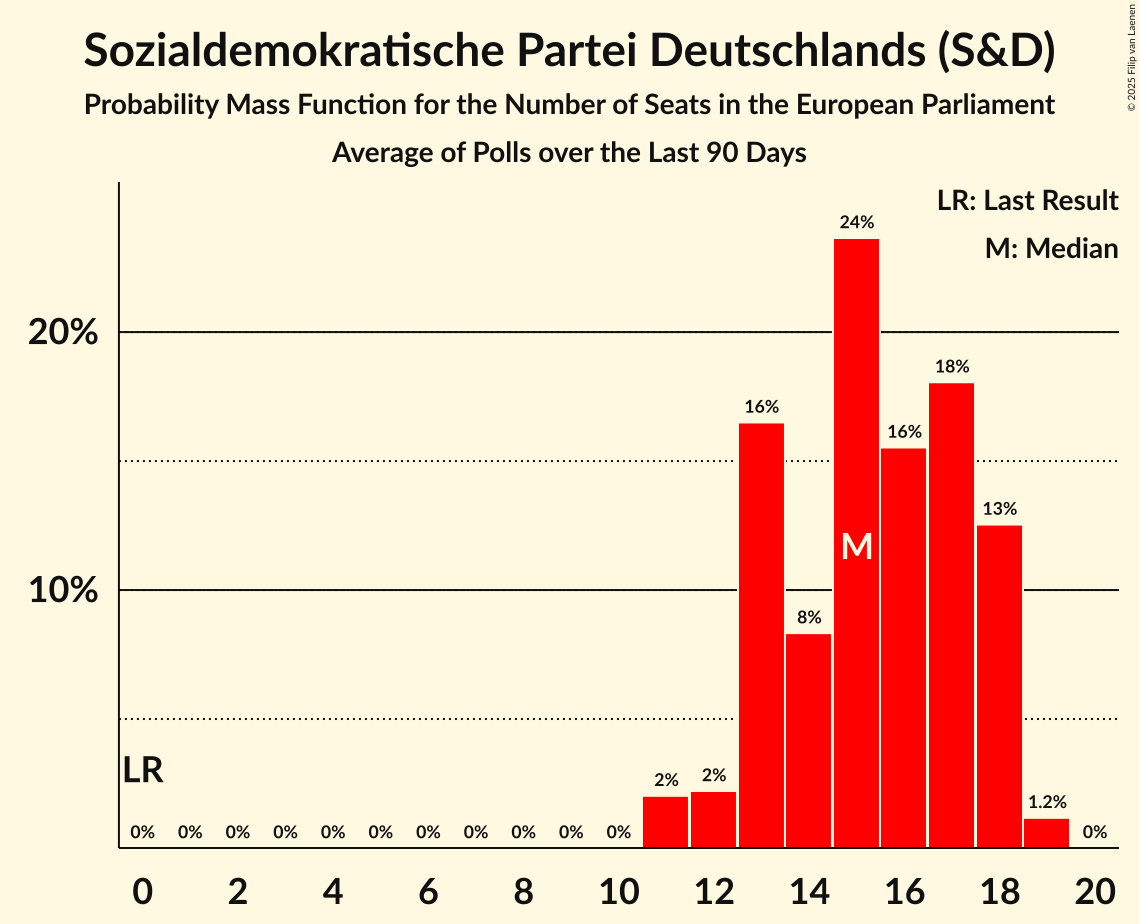 Sozialdemokratische Partei Deutschlands (S&D)
Probability Mass Function for the Number of Seats in the European Parliament
Average of Polls over the Last 90 Days
© 2025 Filip van Laenen
LR: Last Result
M: Median
24%
20%
18%
16%
16%
13%
M
10%
8%
LR
2%
2%
1.2%
0% 0% 0% 0% 0% 0% 0% 0% 0% 0% 0% 0%
0 2 4 6 8 10 12 14 16 18 20